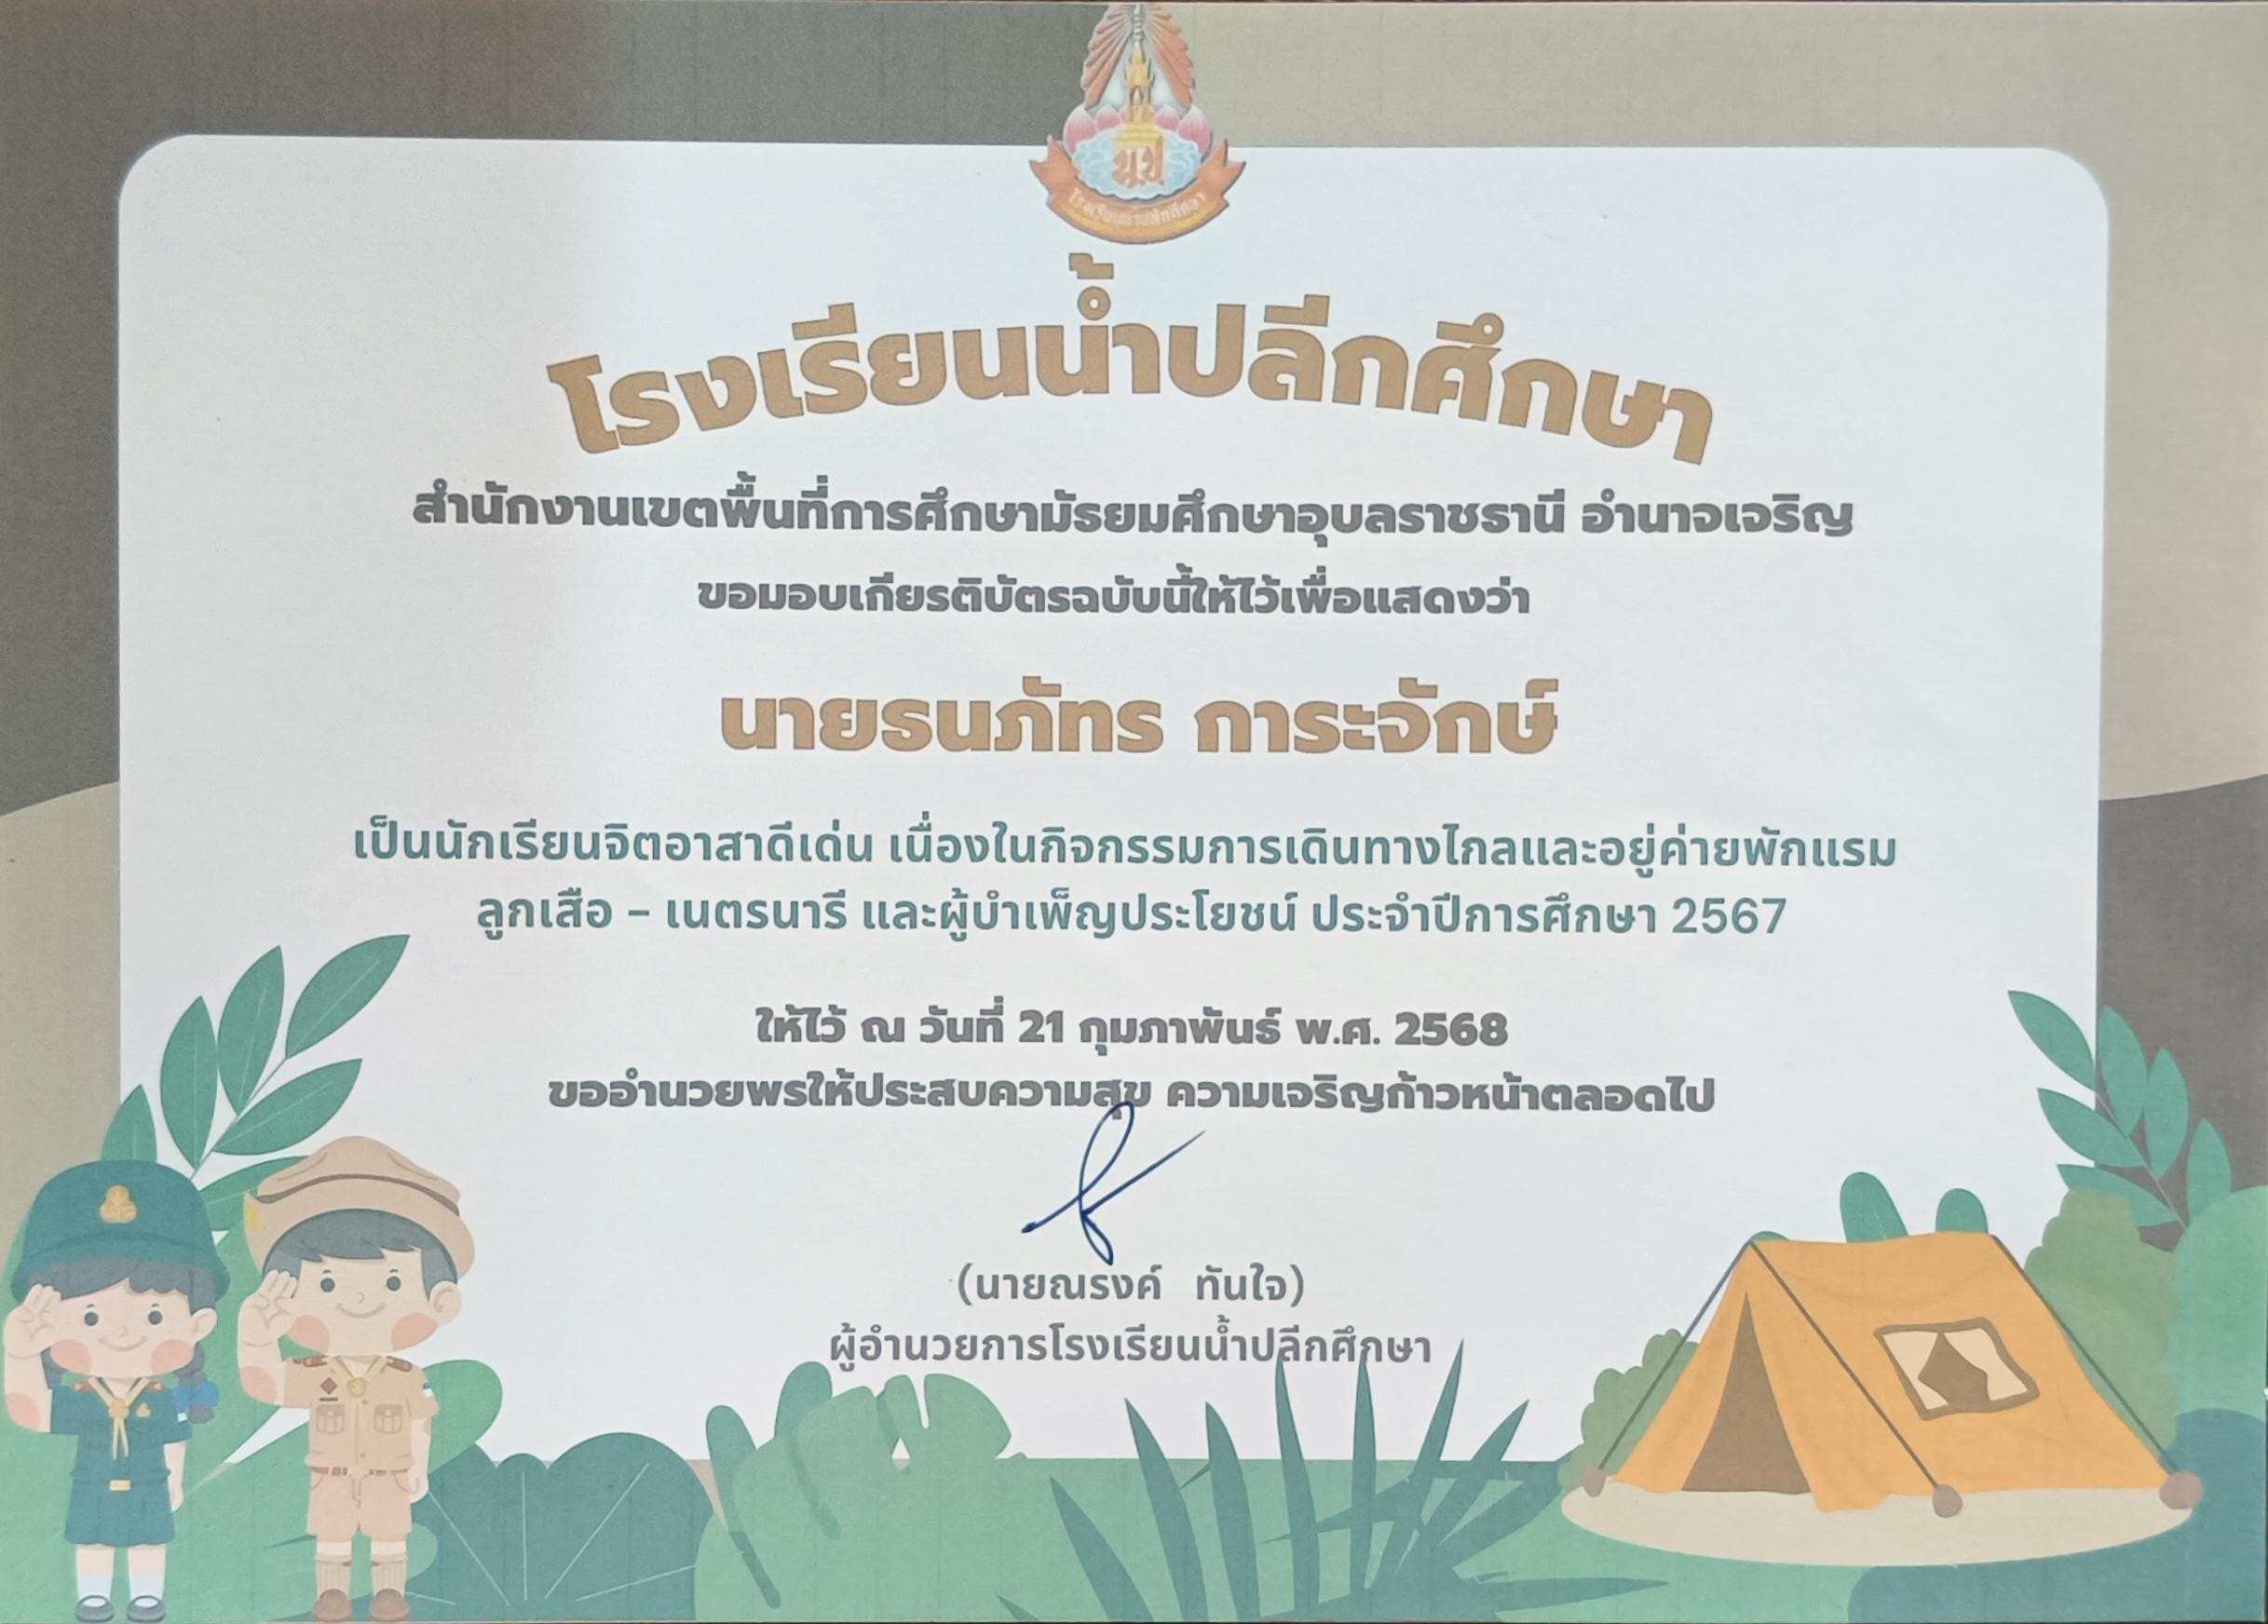 นป
โรงเรียนน้ำปลีกศึกษา
โรงเรียนน้ำปลีกศึกษา
สำนักงานเขตพื้นที่การศึกษามัธยมศึกษาอุบลราชธานี อำนาจเจริญ
ขอมอบเกียรติบัตรฉบับนี้ให้ไว้เพื่อแสดงว่า
นายธนภัทร การะจักษ์
เป็นนักเรียนจิตอาสาดีเด่น เนื่องในกิจกรรมการเดินทางไกลและอยู่ค่ายพักแรม
ลูกเสือ – เนตรนารี และผู้บำเพ็ญประโยชน์ ประจำปีการศึกษา 2567
ให้ไว้ ณ วันที่ 21 กุมภาพันธ์ พ.ศ. 2568
ขออำนวยพรให้ประสบความสุข ความเจริญก้าวหน้าตลอดไป
(นายณรงค์ ทันใจ)
ผู้อำนวยการโรงเรียนน้ำปลีกศึกษา